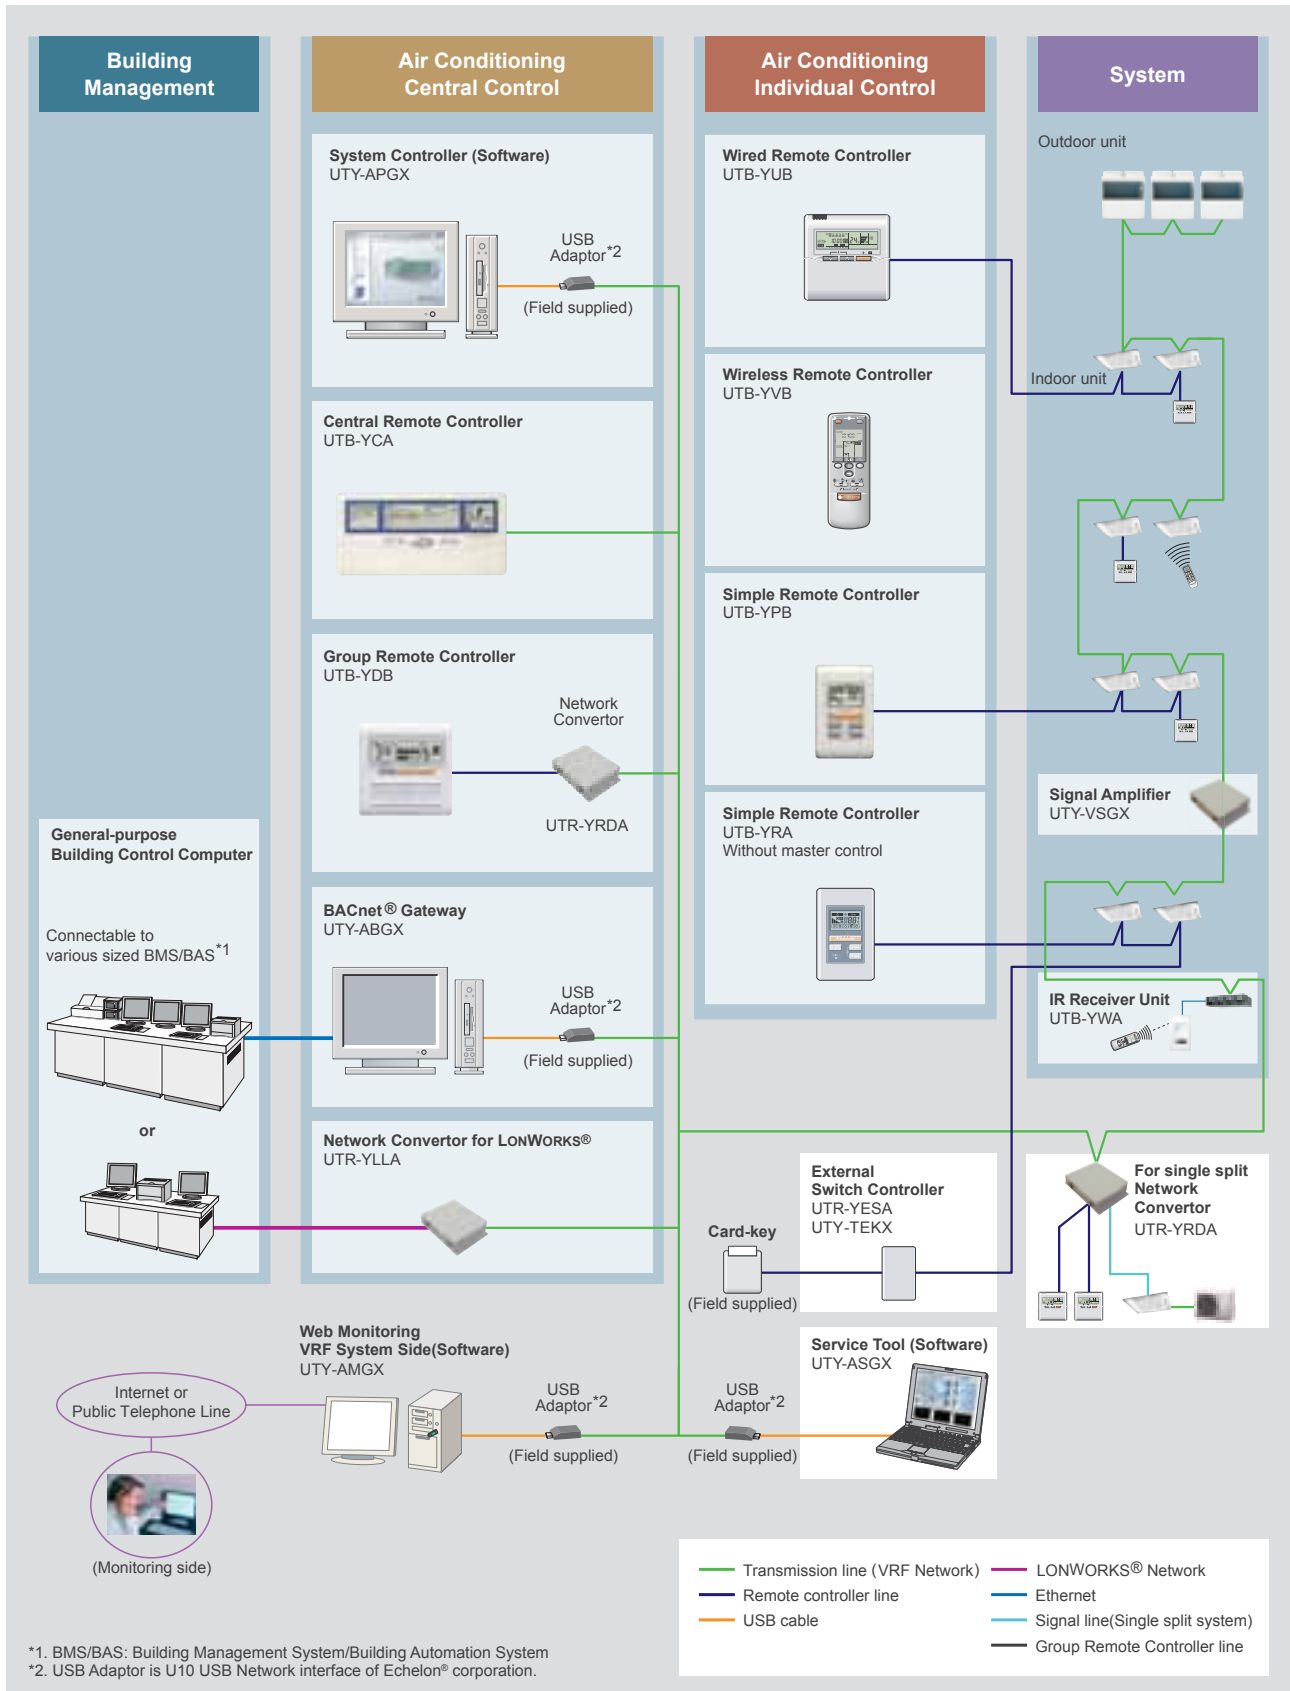 Building
Management
Air Conditioning
Central Control
Air Conditioning
Individual Control
System
System Controller (Software)
UTY-APGX
USB
Adaptor*2
(Field supplied)
Central Remote Controller
UTB-YCA
Group Remote Controller
UTB-YDB
Network
Convertor
UTR-YRDA
General-purpose
Building Control Computer
Connectable to
various sized BMS/BAS*1
or
BACnet® Gateway
UTY-ABGX
USB
Adaptor*2
(Field supplied)
Network Convertor for LONWORKS®
UTR-YLLA
Wired Remote Controller
UTB-YUB
Wireless Remote Controller
UTB-YVB
Simple Remote Controller
UTB-YPB
Simple Remote Controller
UTB-YRA
Without master control
Outdoor unit
Indoor unit
Signal Amplifier
UTY-VSGX
IR Receiver Unit
UTB-YWA
External
Switch Controller
UTR-YESA
UTY-TEKX
Card-key
(Field supplied)
For single split
Network
Convertor
UTR-YRDA
Web Monitoring
VRF System Side(Software)
UTY-AMGX
Internet or
Public Telephone Line
(Monitoring side)
USB
Adaptor*2
(Field supplied)
USB
Adaptor*2
(Field supplied)
Service Tool (Software)
UTY-ASGX
Transmission line (VRF Network)
Remote controller line
USB cable
LONWORKS® Network
Ethernet
Signal line(Single split system)
Group Remote Controller line
*1. BMS/BAS: Building Management System/Building Automation System
*2. USB Adaptor is U10 USB Network interface of Echelon® corporation.